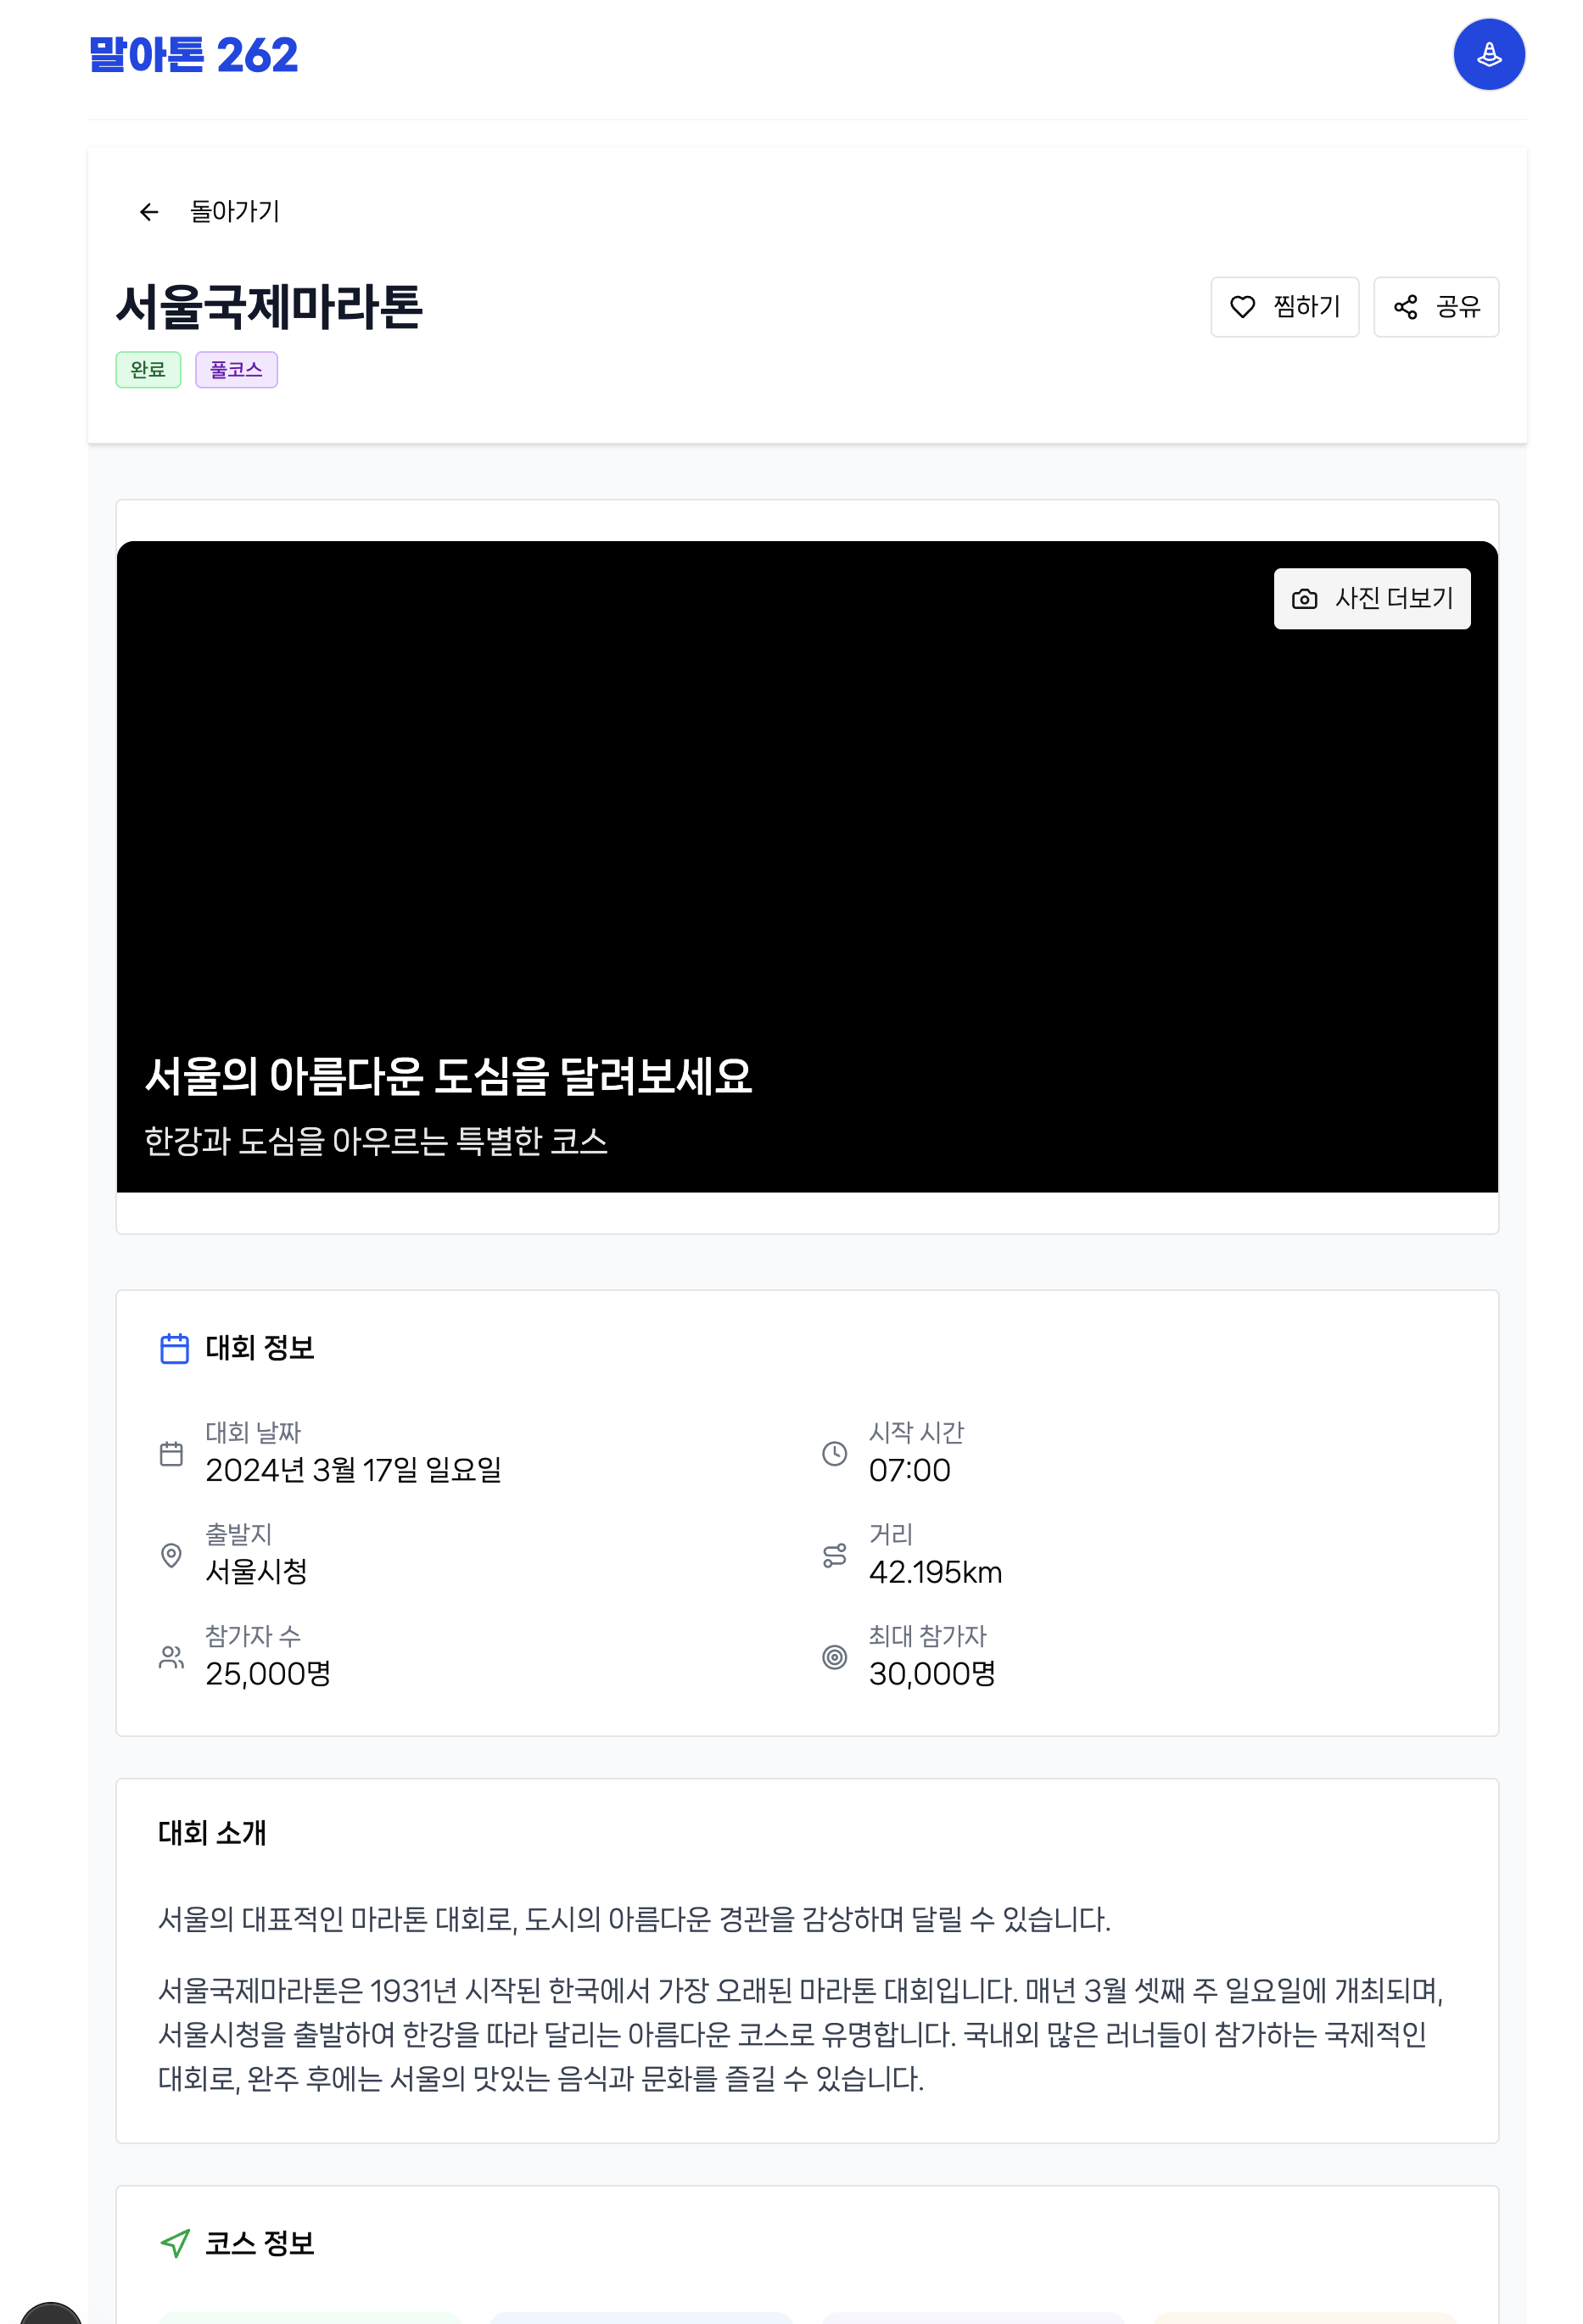 말아톤 262
돌아가기
서울국제마라톤
찜하기
공유
완료
풀코스
사진 더보기
서울의 아름다운 도심을 달려보세요
한강과 도심을 아우르는 특별한 코스
대회 정보
대회 날짜
2024년 3월 17일 일요일
시작 시간
07:00
출발지
서울시청
거리
42.195km
참가자 수
25,000명
최대 참가자
30,000명
대회 소개
서울의 대표적인 마라톤 대회로, 도시의 아름다운 경관을 감상하며 달릴 수 있습니다.
서울국제마라톤은 1931년 시작된 한국에서 가장 오래된 마라톤 대회입니다. 매년 3월 셋째 주 일요일에 개최되며,
서울시청을 출발하여 한강을 따라 달리는 아름다운 코스로 유명합니다. 국내외 많은 러너들이 참가하는 국제적인
대회로, 완주 후에는 서울의 맛있는 음식과 문화를 즐길 수 있습니다.
코스 정보